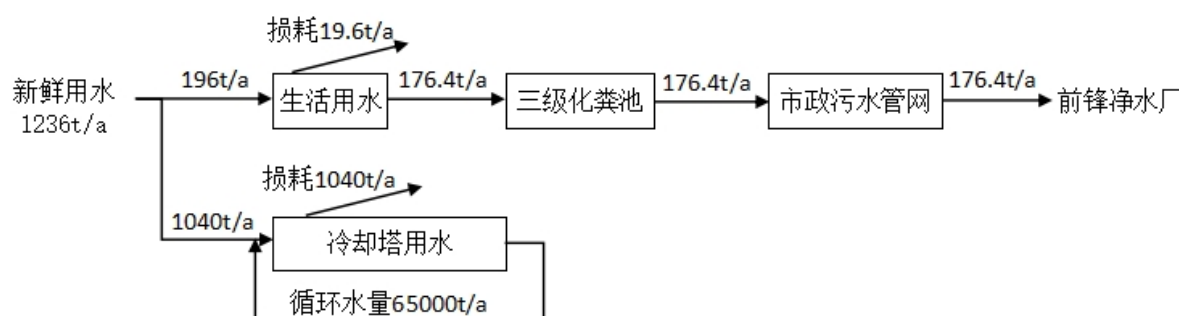 损耗19.6t/a
新鲜用水
1236t/a
196t/a
生活用水
176.4t/a
三级化粪池
176.4t/a
市政污水管网
176.4t/a
前锋净水厂
损耗1040t/a
1040t/a
冷却塔用水
循环水量65000t/a